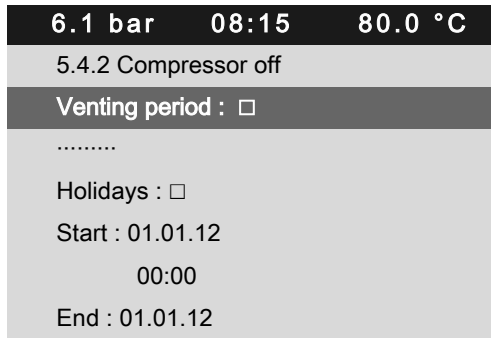 6.1 bar 08:15 80.0 °C
5.4.2 Compressor off
Venting period : □
.........
Holidays : □
Start : 01.01.12
00:00
End : 01.01.12